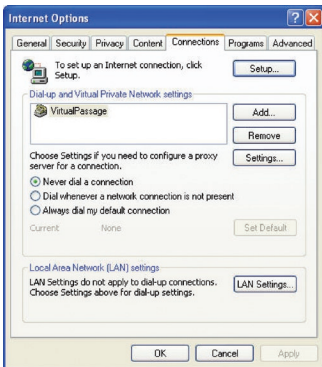 Internet Options
General Security Privacy Content Connections Programs Advanced
To set up an Internet connection, click
Setup.
Setup...
Dial-up and Virtual Private Network settings
VirtualPassage
Add...
Remove
Choose Settings if you need to configure a proxy
server for a connection.
Settings...
Never dial a connection
Dial whenever a network connection is not present
Always dial my default connection
Current None
Set Default
Local Area Network (LAN) settings
LAN Settings do not apply to dial-up connections.
Choose Settings above for dial-up settings.
LAN Settings...
OK Cancel Apply